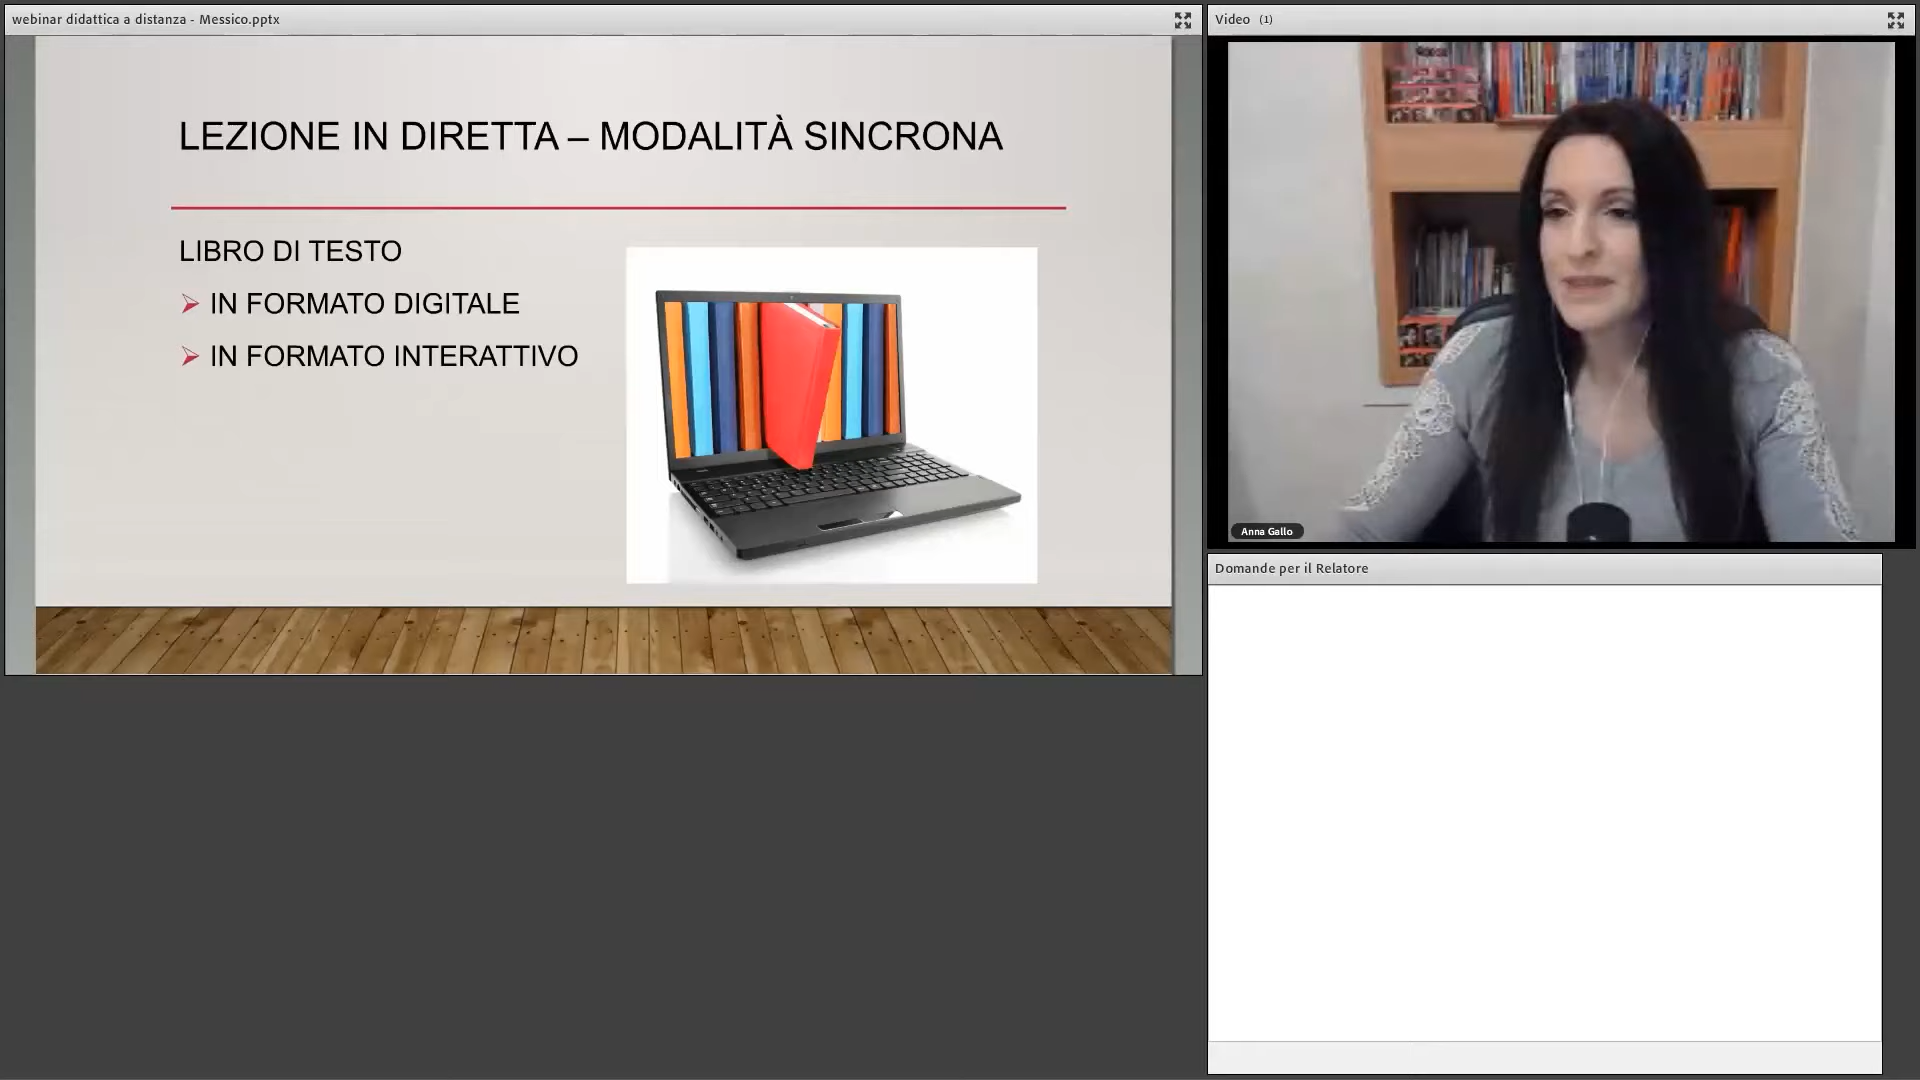 webinar didattica a distanza - Messico.pptx
LEZIONE IN DIRETTA – MODALITÀ SINCRONA
LIBRO DI TESTO
IN FORMATO DIGITALE
IN FORMATO INTERATTIVO
Video (1)
Anna Gallo
Domande per il Relatore